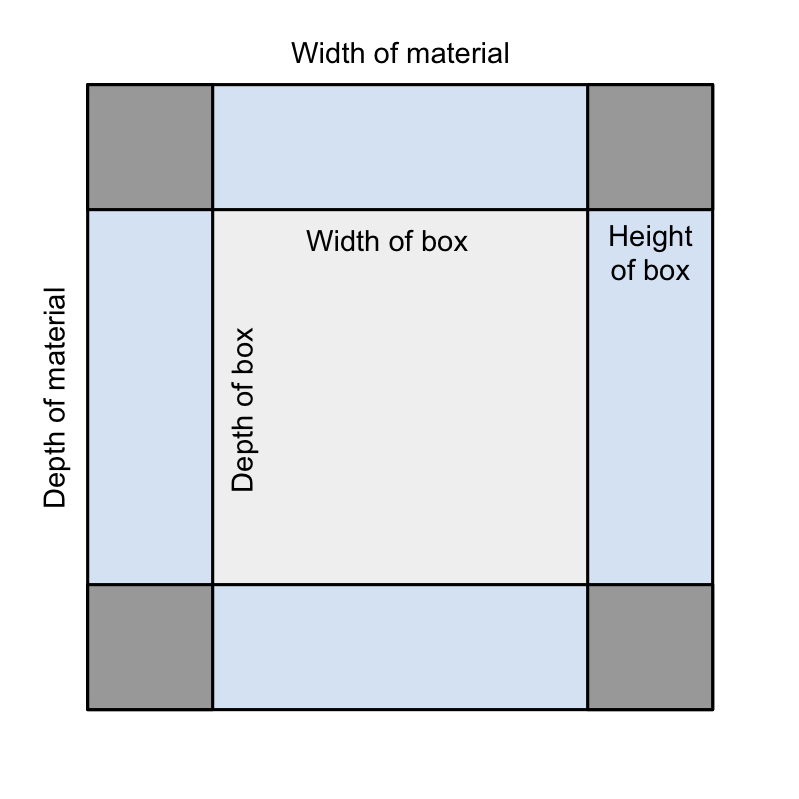 Width of material
Width of box
Height
of box
Depth of material
Depth of box